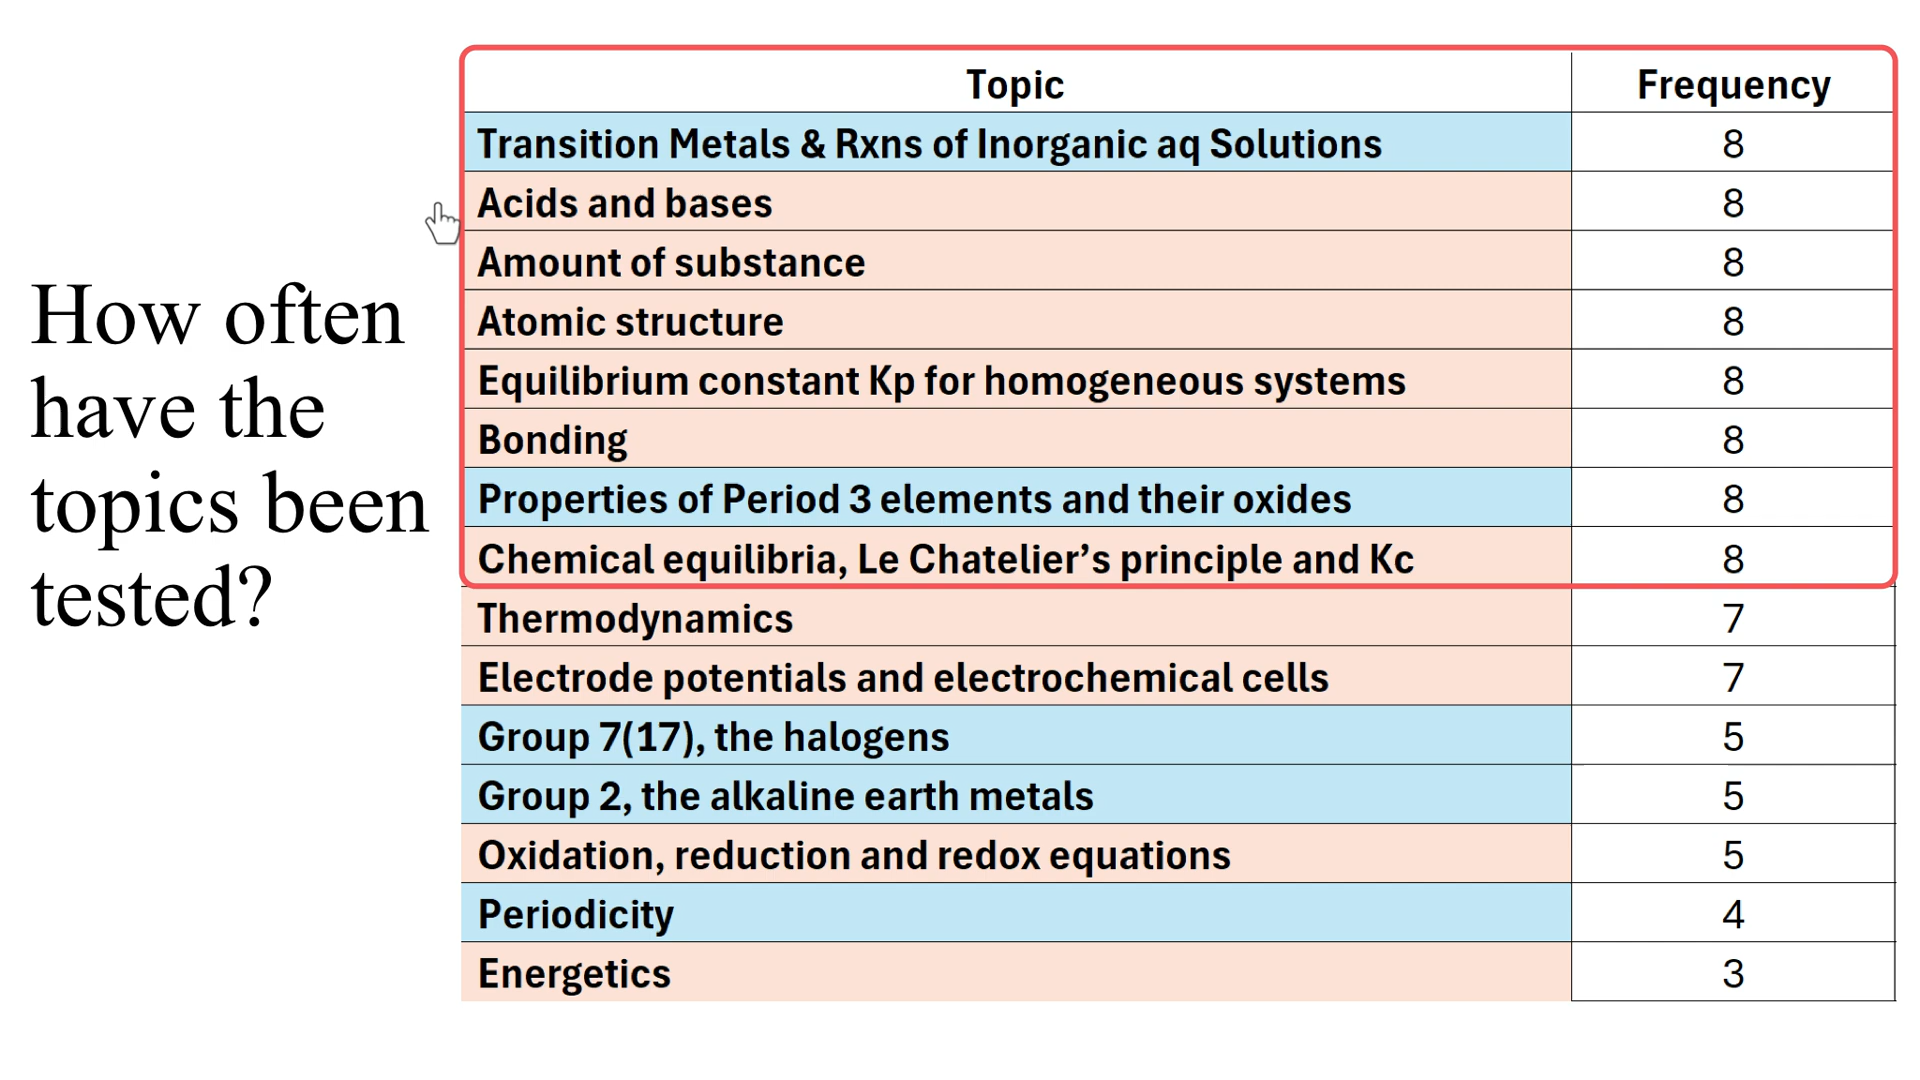 How often
have the
topics been
tested?
Topic Frequency
Transition Metals & Rxns of Inorganic aq Solutions 8
Acids and bases 8
Amount of substance 8
Atomic structure 8
Equilibrium constant Kp for homogeneous systems 8
Bonding 8
Properties of Period 3 elements and their oxides 8
Chemical equilibria, Le Chatelier’s principle and Kc 8
Thermodynamics 7
Electrode potentials and electrochemical cells 7
Group 7(17), the halogens 5
Group 2, the alkaline earth metals 5
Oxidation, reduction and redox equations 5
Periodicity 4
Energetics 3